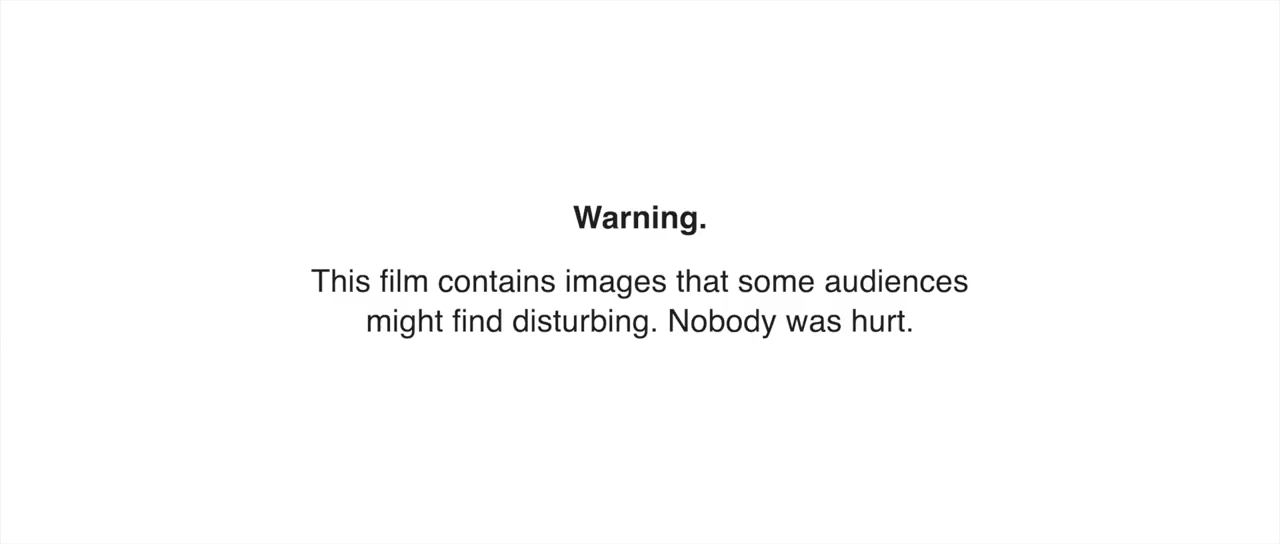 Warning.
This film contains images that some audiences
might find disturbing. Nobody was hurt.